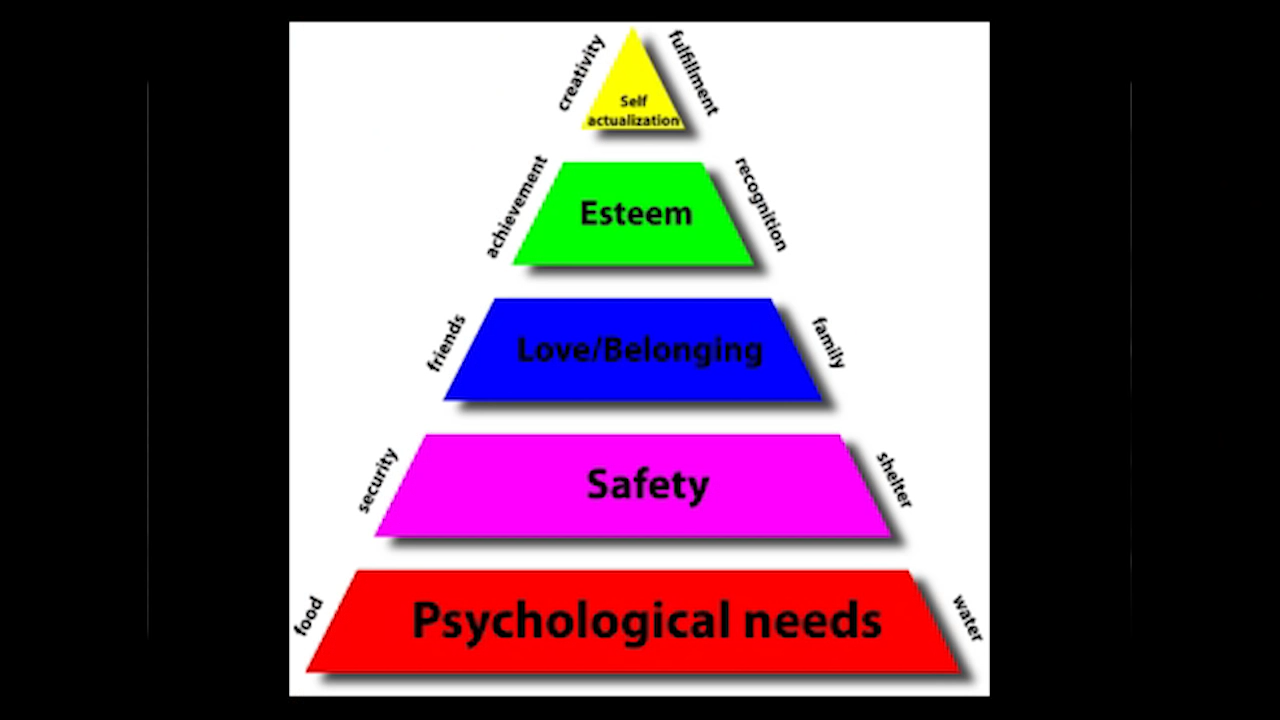 creativity
fulfillment
Self
actualization
achievement
recognition
Esteem
friends
family
Love/Belonging
security
shelter
Safety
food
water
Psychological needs